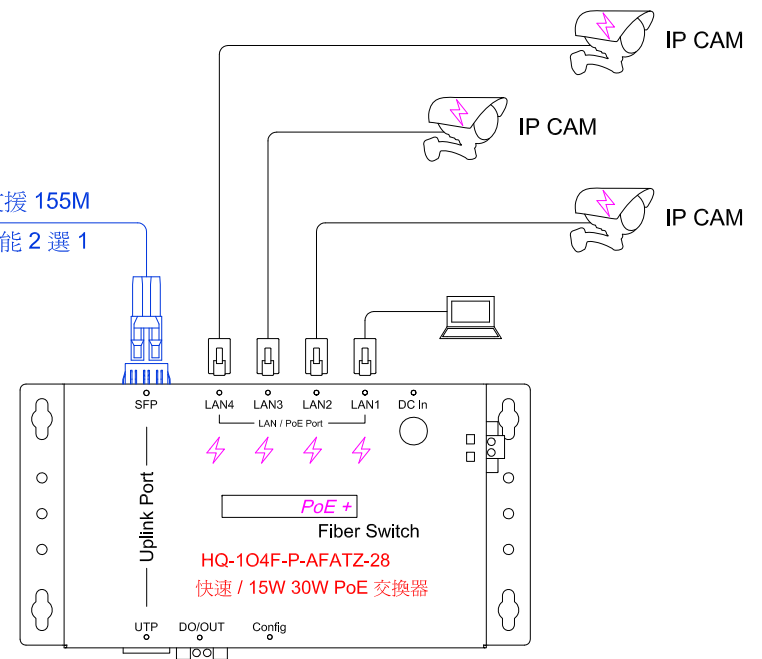 IP CAM
IP CAM
援 155M
IP CAM
能 2 選 1
SFP
LAN4
LAN3
LAN2
LAN1
DC In
LAN / PoE Port
Uplink Port
PoE +
Fiber Switch
HQ-1O4F-P-AFATZ-28
快速 / 15W 30W PoE 交換器
UTP
DO/OUT
Config